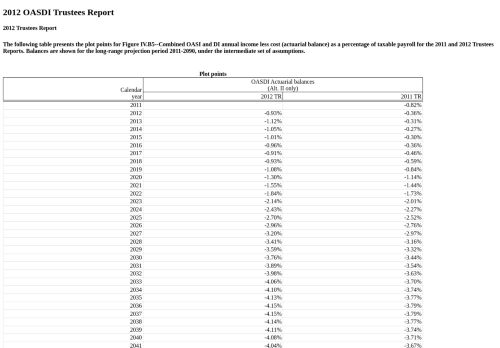 2012 OASDI Trustees Report
2012 Trustees Report
The following table presents the plot points for Figure IV.B5--Combined OASI and DI annual income less cost (actuarial balance) as a percentage of taxable payroll for the 2011 and 2012 Trustees
Reports. Balances are shown for the long-range projection period 2011-2090, under the intermediate set of assumptions.
Plot points
Calendar year OASDI Actuarial balances (Alt. II only)
2012 TR 2011 TR
2011 -0.82%
2012 -0.93% -0.36%
2013 -1.12% -0.31%
2014 -1.05% -0.27%
2015 -1.01% -0.30%
2016 -0.96% -0.36%
2017 -0.91% -0.46%
2018 -0.93% -0.59%
2019 -1.08% -0.84%
2020 -1.30% -1.14%
2021 -1.55% -1.44%
2022 -1.84% -1.73%
2023 -2.14% -2.01%
2024 -2.43% -2.27%
2025 -2.70% -2.52%
2026 -2.96% -2.76%
2027 -3.20% -2.97%
2028 -3.41% -3.16%
2029 -3.59% -3.32%
2030 -3.76% -3.44%
2031 -3.89% -3.54%
2032 -3.98% -3.63%
2033 -4.06% -3.70%
2034 -4.10% -3.74%
2035 -4.13% -3.77%
2036 -4.15% -3.79%
2037 -4.15% -3.79%
2038 -4.14% -3.77%
2039 -4.11% -3.74%
2040 -4.08% -3.71%
2041 -4.04% -3.67%